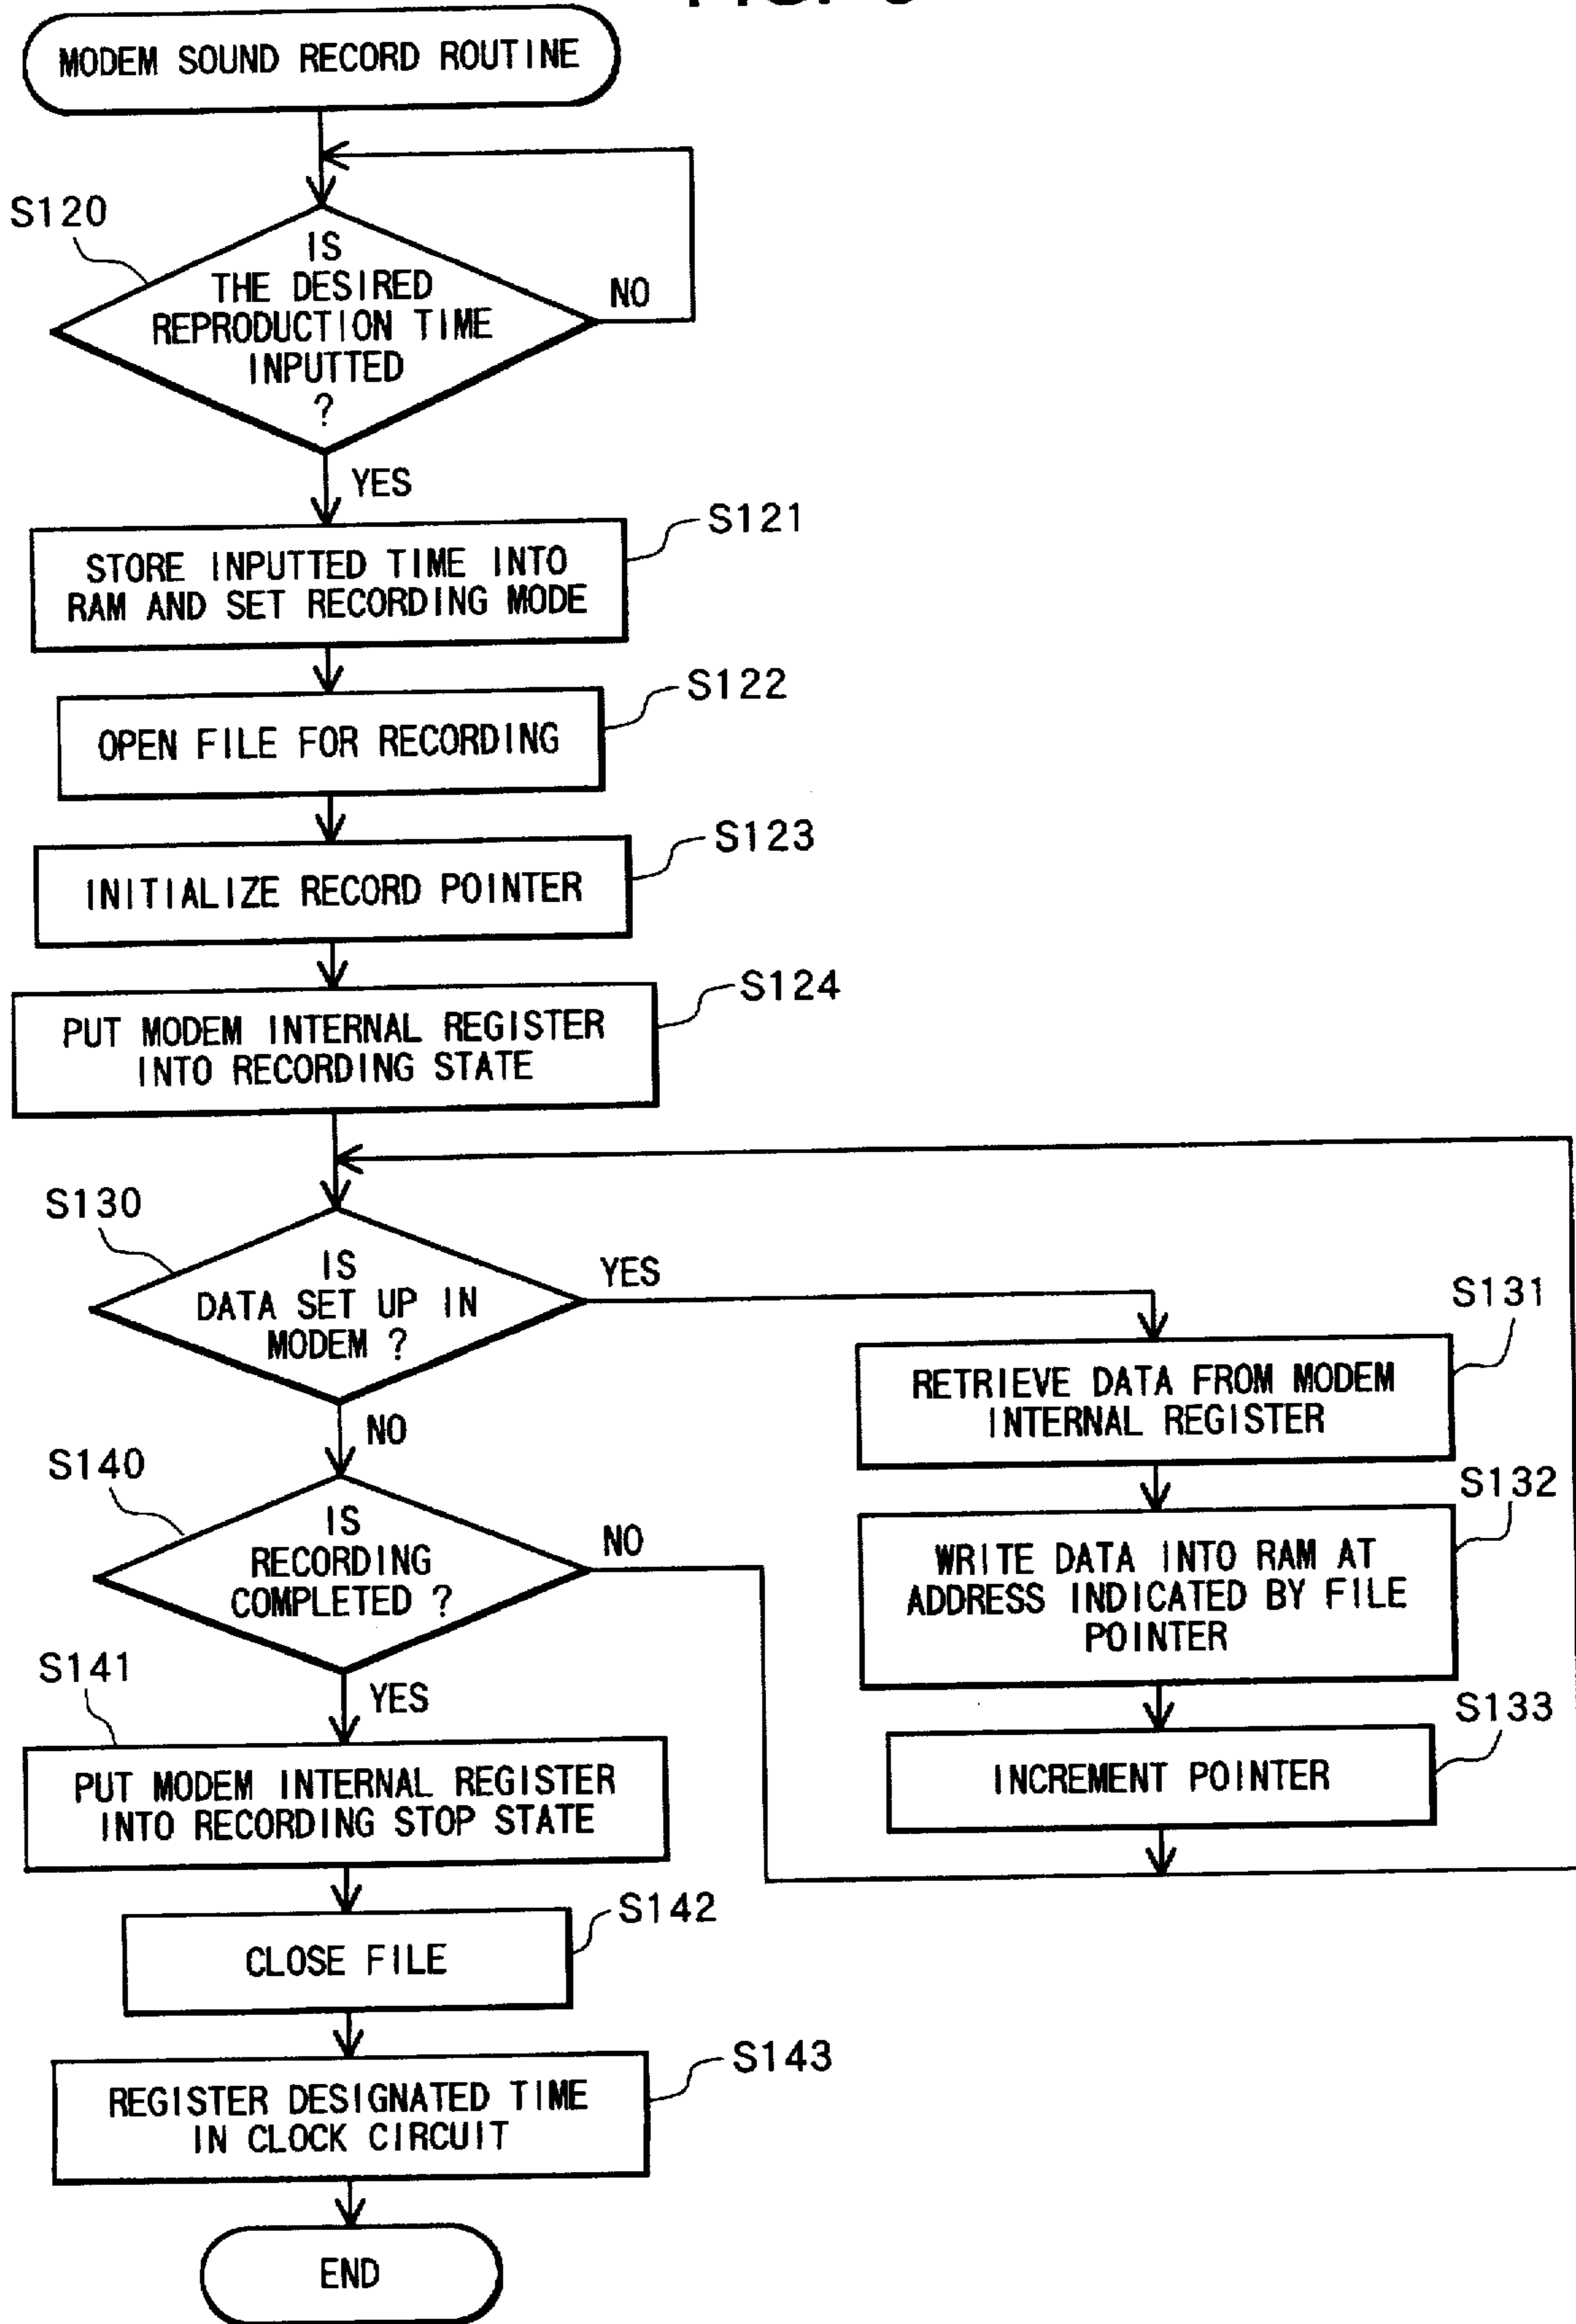 MODEM SOUND RECORD ROUTINE
S120
IS
THE DESIRED
REPRODUCTION TIME
INPUTTED
?
NO
YES
S121
STORE INPUTTED TIME INTO
RAM AND SET RECORDING MODE
S122
OPEN FILE FOR RECORDING
S123
INITIALIZE RECORD POINTER
S124
PUT MODEM INTERNAL REGISTER
INTO RECORDING STATE
S130
IS
DATA SET UP IN
MODEM ?
YES
NO
S131
RETRIEVE DATA FROM MODEM
INTERNAL REGISTER
S132
WRITE DATA INTO RAM AT
ADDRESS INDICATED BY FILE
POINTER
S133
INCREMENT POINTER
S140
IS
RECORDING
COMPLETED ?
NO
YES
S141
PUT MODEM INTERNAL REGISTER
INTO RECORDING STOP STATE
S142
CLOSE FILE
S143
REGISTER DESIGNATED TIME
IN CLOCK CIRCUIT
END